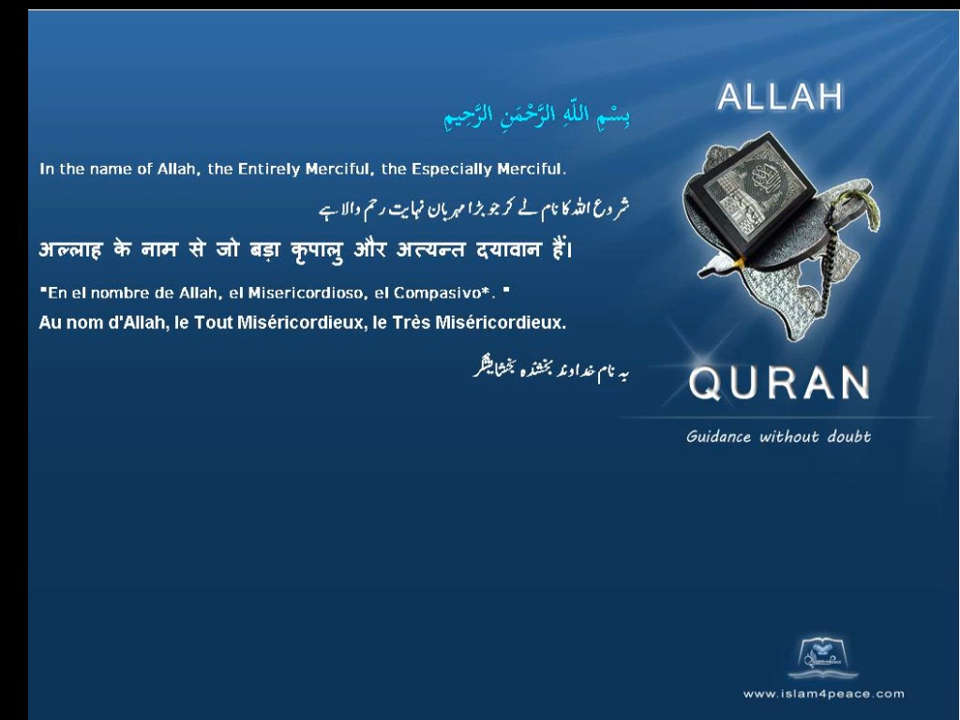 بِسْمِ اللّهِ الرَّحْمَنِ الرَّحِيمِ
In the name of Allah, the Entirely Merciful, the Especially Merciful.
شروع الله کا نام لے کر جو بڑا مہربان نہایت رحم والا ہے
अल्लाह के नाम से जो बड़ा कृपालु और अत्यन्त दयावान हैं।
"En el nombre de Allah, el Misericordioso, el Compasivo*. "
Au nom d'Allah, le Tout Miséricordieux, le Très Miséricordieux.
به نام خداوند بخشنده بخشایشگر
ALLAH
QURAN
Guidance without doubt
www.islam4peace.com